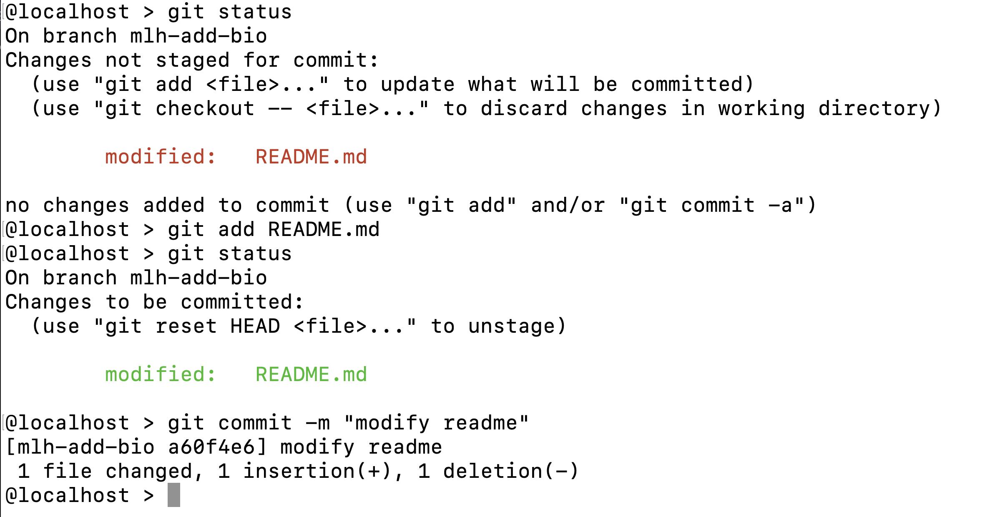 @localhost > git status
On branch mlh-add-bio
Changes not staged for commit:
  (use "git add <file>..." to update what will be committed)
  (use "git checkout -- <file>..." to discard changes in working directory)

        modified:   README.md

no changes added to commit (use "git add" and/or "git commit -a")
@localhost > git add README.md
@localhost > git status
On branch mlh-add-bio
Changes to be committed:
  (use "git reset HEAD <file>..." to unstage)

        modified:   README.md

@localhost > git commit -m "modify readme"
[mlh-add-bio a60f4e6] modify readme
 1 file changed, 1 insertion(+), 1 deletion(-)
@localhost >